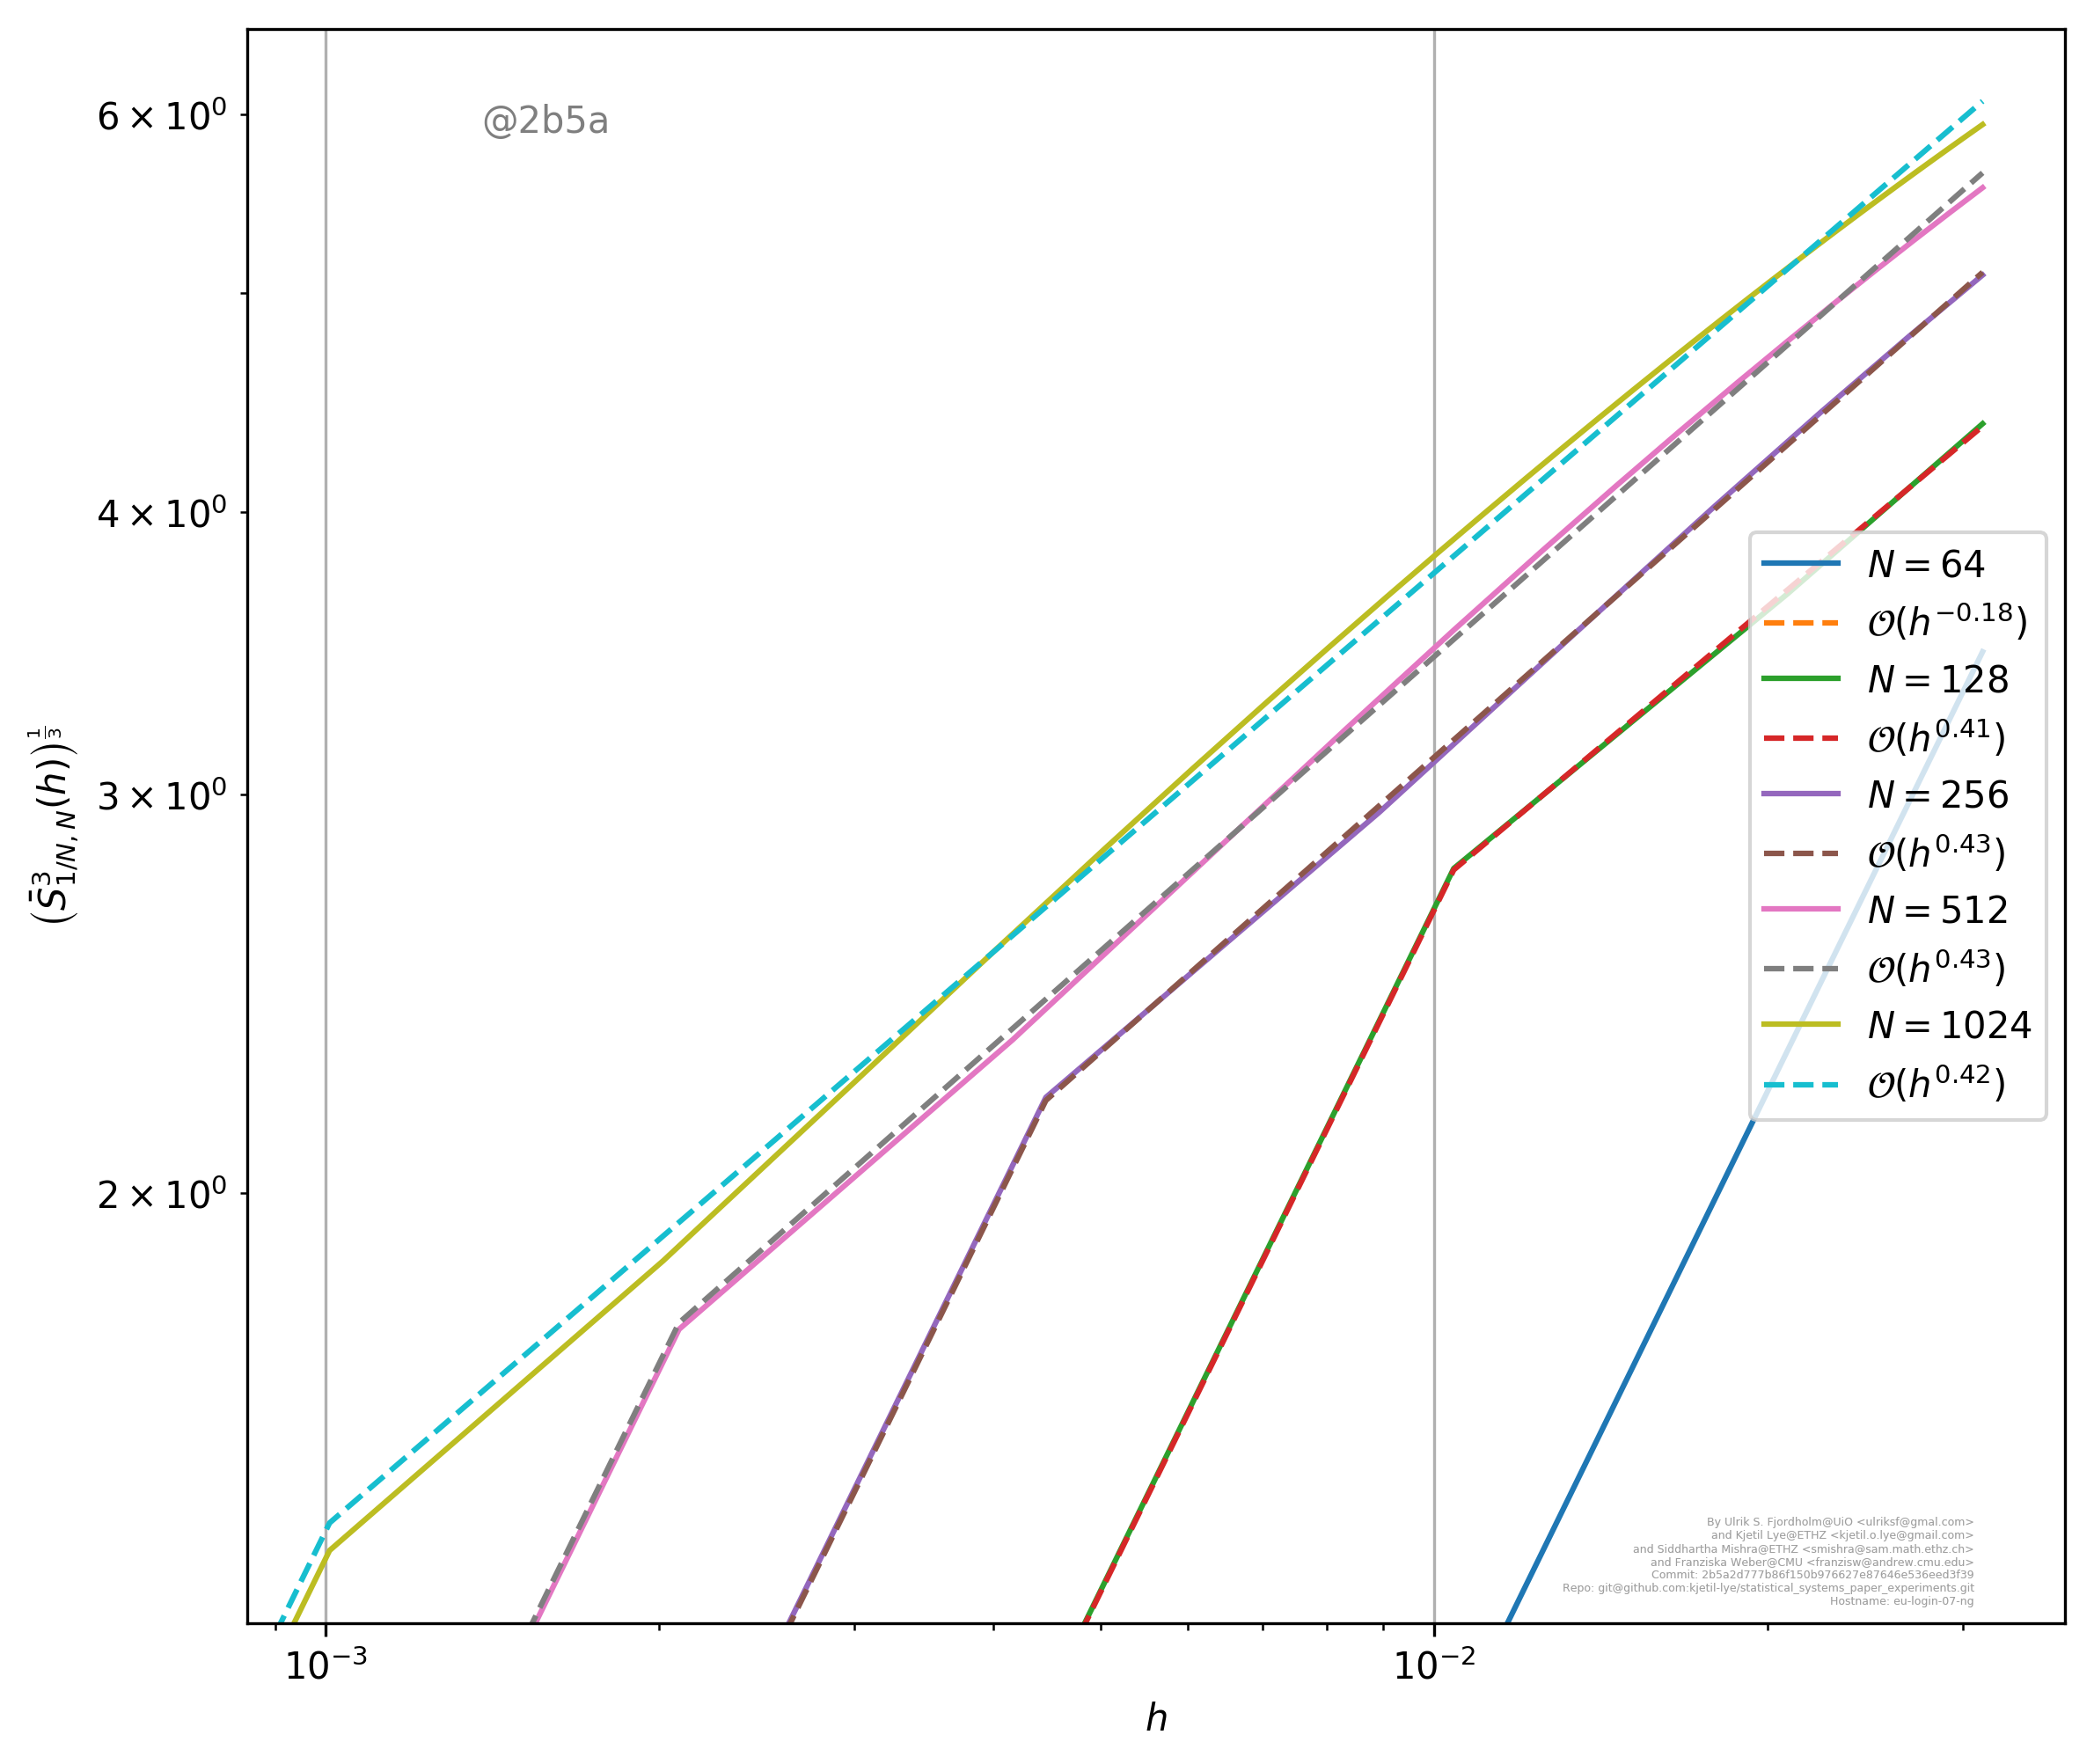 @2b5a
6 × 10⁰
4 × 10⁰
3 × 10⁰
2 × 10⁰
(S̄³₁/N,N(h))^1/3
N = 64
𝒪(h^−0.18)
N = 128
𝒪(h^0.41)
N = 256
𝒪(h^0.43)
N = 512
𝒪(h^0.43)
N = 1024
𝒪(h^0.42)
By Ulrik S. Fjordholm@UiO <ulriksf@gmal.com>
and Kjetil Lye@ETHZ <kjetil.o.lye@gmail.com>
and Siddhartha Mishra@ETHZ <smishra@sam.math.ethz.ch>
and Franziska Weber@CMU <franzisw@andrew.cmu.edu>
Commit: 2b5a2d777b86f150b976627e87646e536eed3f39
Repo: git@github.com:kjetil-lye/statistical_systems_paper_experiments.git
Hostname: eu-login-07-ng
10⁻³
10⁻²
h